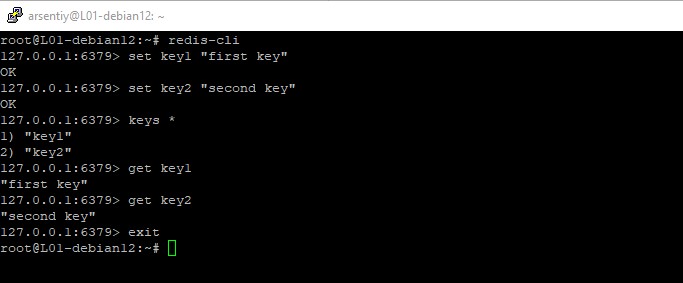 arsentiy@L01-debian12: ~
root@L01-debian12:~# redis-cli
127.0.0.1:6379> set key1 "first key"
OK
127.0.0.1:6379> set key2 "second key"
OK
127.0.0.1:6379> keys *
1) "key1"
2) "key2"
127.0.0.1:6379> get key1
"first key"
127.0.0.1:6379> get key2
"second key"
127.0.0.1:6379> exit
root@L01-debian12:~#